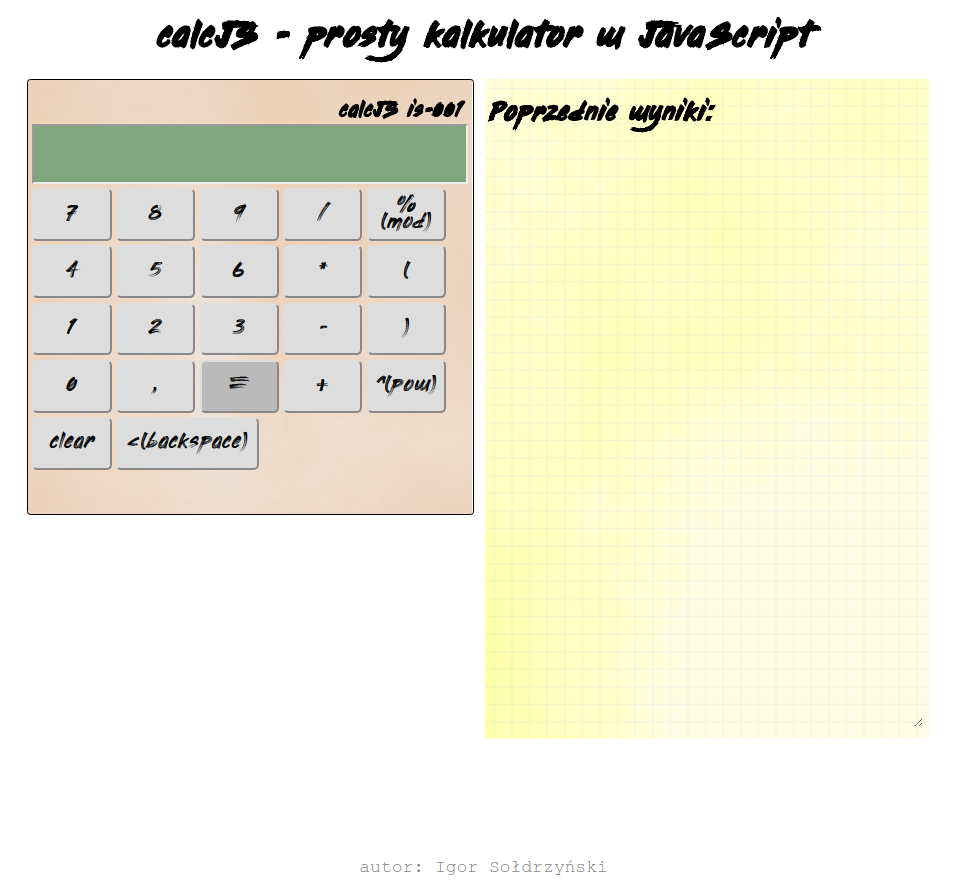 calcJS - prosty kalkulator w JavaScript
calcJS is-001
Poprzednie wyniki:
7 8 9 / % (mod)
4 5 6 * (
1 2 3 - )
0 , = + ^(pow)
clear <(backspace)
autor: Igor Sołdrzyński